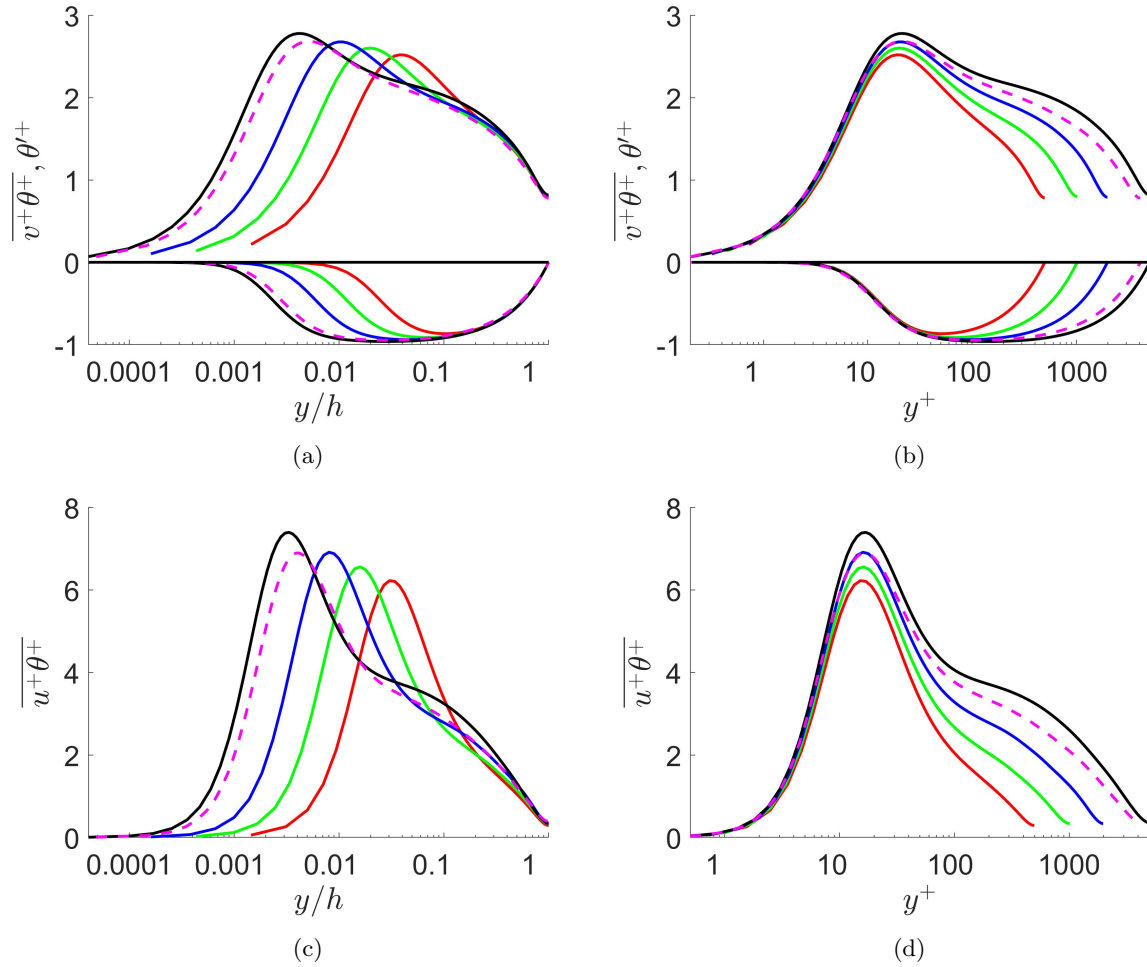 3
2
1
0
-1
0.0001 0.001 0.01 0.1 1
y/h
$\overline{v^+\theta^+}, \theta'^+$
(a)
3
2
1
0
-1
1 10 100 1000
y⁺
$\overline{v^+\theta^+}, \theta'^+$
(b)
8
6
4
2
0
0.0001 0.001 0.01 0.1 1
y/h
$\overline{u^+\theta^+}$
(c)
8
6
4
2
0
1 10 100 1000
y⁺
$\overline{u^+\theta^+}$
(d)